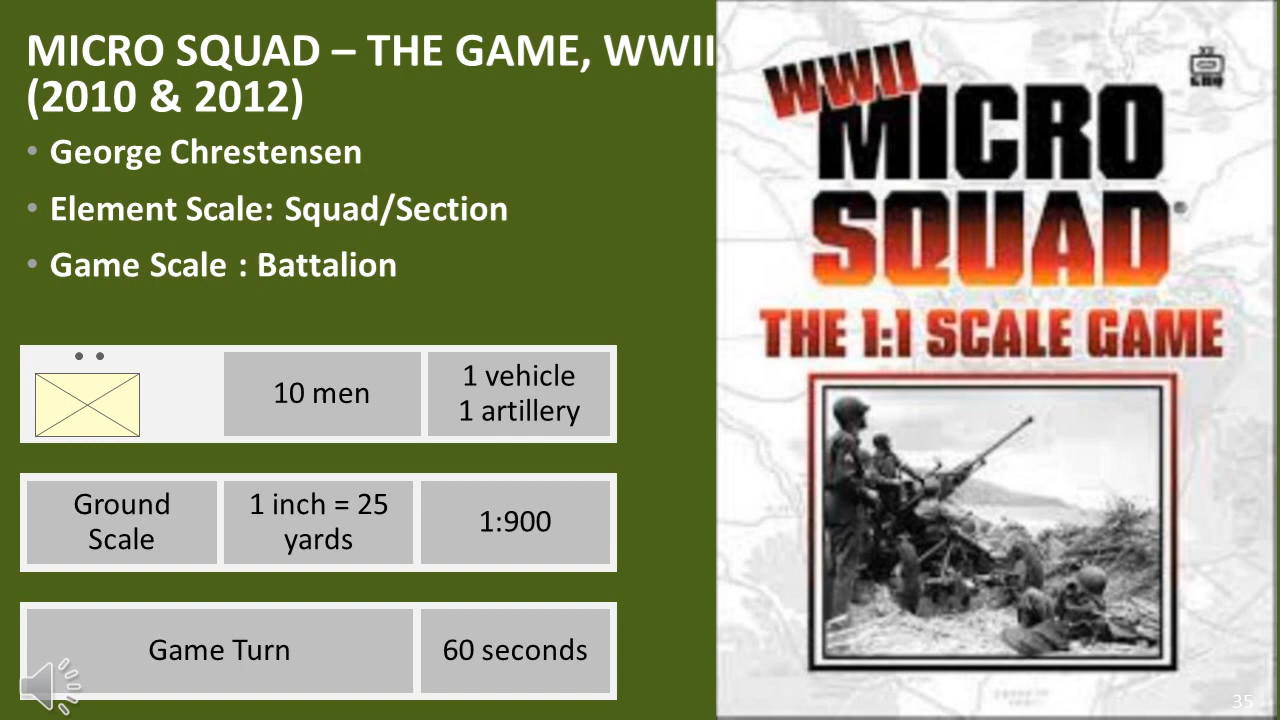 MICRO SQUAD – THE GAME, WWII
(2010 & 2012)
• George Chrestensen
• Element Scale: Squad/Section
• Game Scale : Battalion
10 men
1 vehicle
1 artillery
Ground
Scale
1 inch = 25
yards
1:900
Game Turn
60 seconds
WWII
MICRO
SQUAD®
THE 1:1 SCALE GAME
35